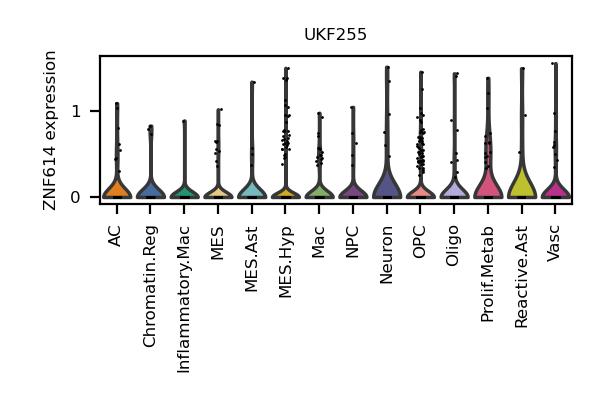 UKF255
ZNF614 expression
1
0
AC
Chromatin.Reg
Inflammatory.Mac
MES
MES.Ast
MES.Hyp
Mac
NPC
Neuron
OPC
Oligo
Prolif.Metab
Reactive.Ast
Vasc